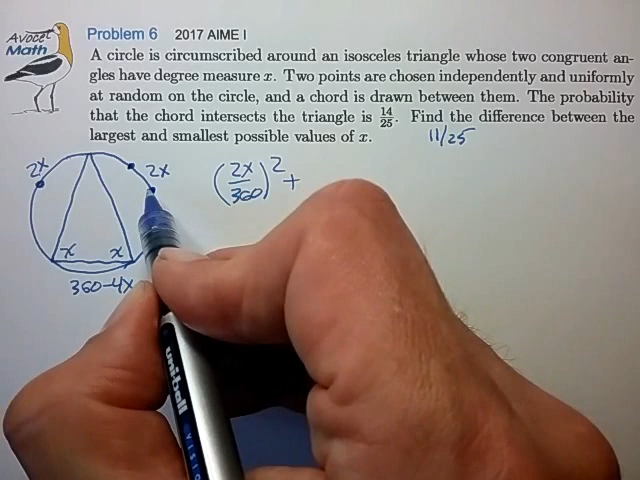 Avocet
Math
Problem 6 2017 AIME I
A circle is circumscribed around an isosceles triangle whose two congruent an-
gles have degree measure x. Two points are chosen independently and uniformly
at random on the circle, and a chord is drawn between them. The probability
that the chord intersects the triangle is 14/25. Find the difference between the
largest and smallest possible values of x.
11/25
2x
2x
(2x/360)² +
x
x
360-4x
uniball
VISIO